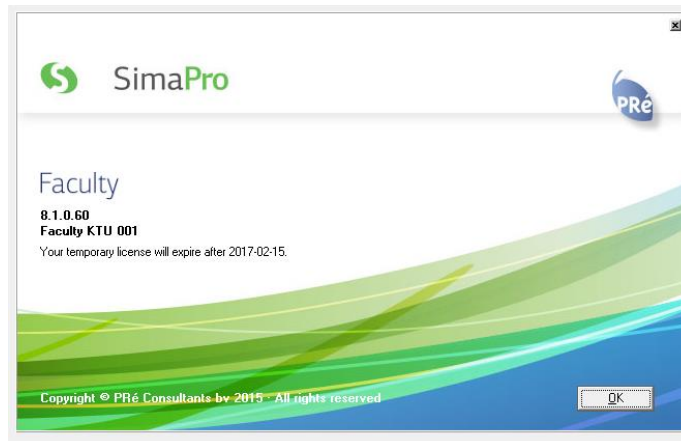 SimaPro
PRé
Faculty
8.1.0.60
Faculty KTU 001
Your temporary license will expire after 2017-02-15.
Copyright © PRé Consultants bv 2015 · All rights reserved
OK